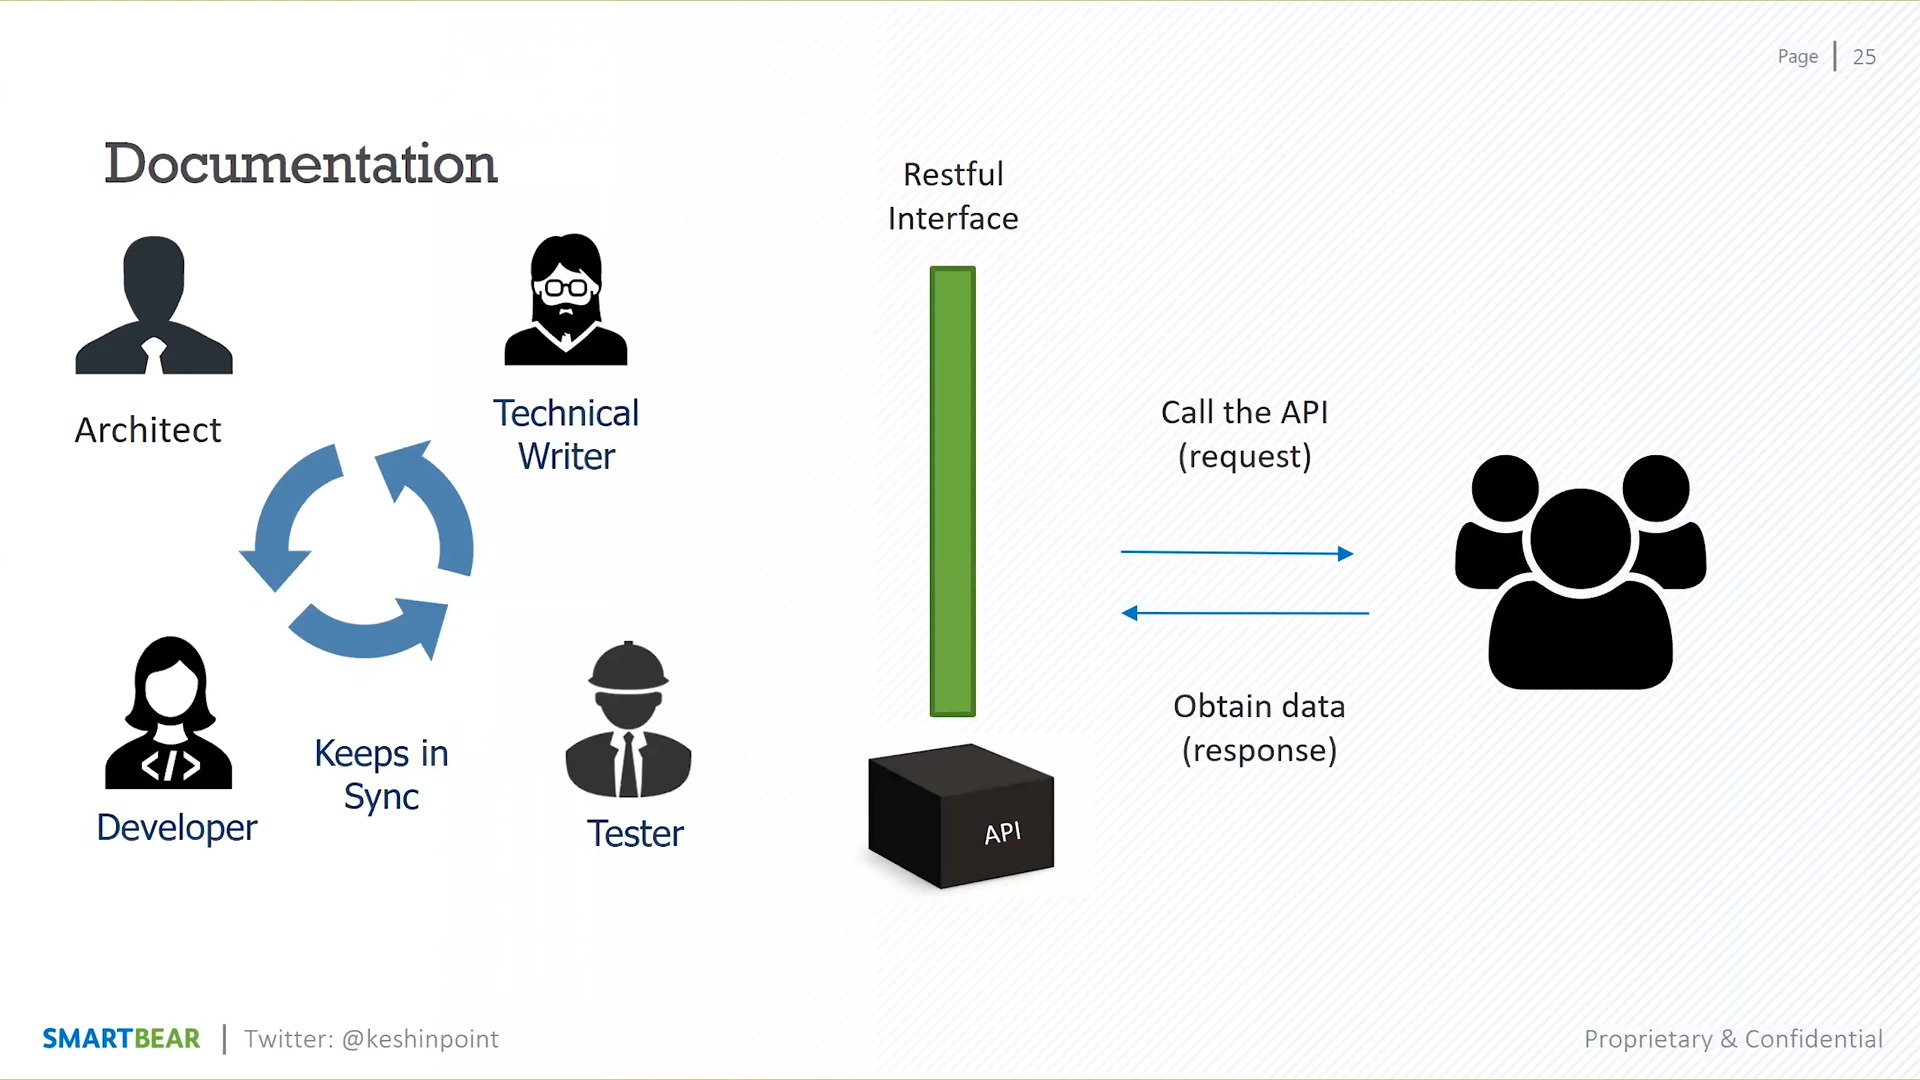 Page | 25
Documentation
Restful
Interface
Architect
Technical
Writer
Call the API
(request)
Keeps in
Sync
Developer
Tester
Obtain data
(response)
</>
API
SMARTBEAR | Twitter: @keshinpoint
Proprietary & Confidential